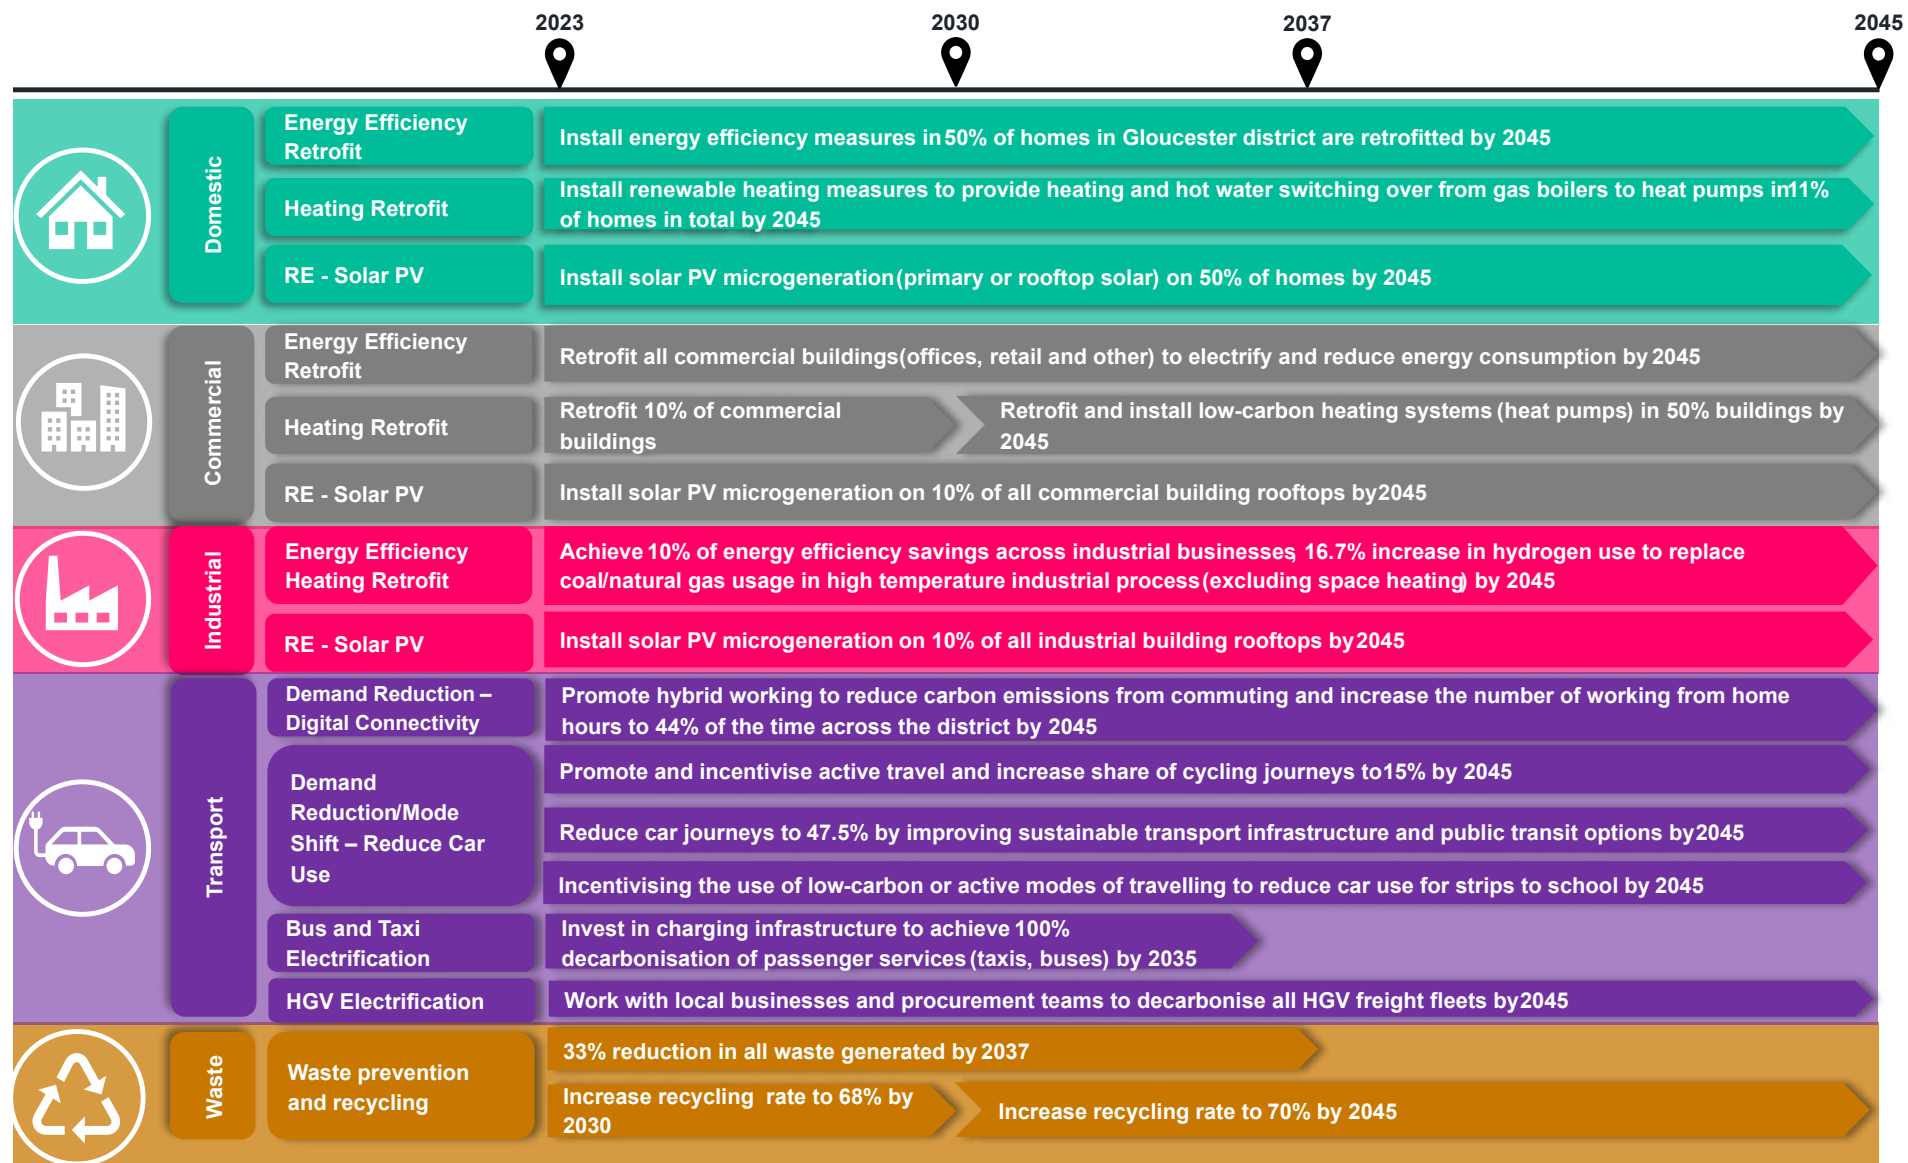 2023
2030
2037
2045
Domestic
Energy Efficiency
Retrofit
Install energy efficiency measures in 50% of homes in Gloucester district are retrofitted by 2045
Heating Retrofit
Install renewable heating measures to provide heating and hot water switching over from gas boilers to heat pumps in 11%
of homes in total by 2045
RE - Solar PV
Install solar PV microgeneration (primary or rooftop solar) on 50% of homes by 2045
Commercial
Energy Efficiency
Retrofit
Retrofit all commercial buildings (offices, retail and other) to electrify and reduce energy consumption by 2045
Heating Retrofit
Retrofit 10% of commercial
buildings
Retrofit and install low-carbon heating systems (heat pumps) in 50% buildings by
2045
RE - Solar PV
Install solar PV microgeneration on 10% of all commercial building rooftops by 2045
Industrial
Energy Efficiency
Heating Retrofit
Achieve 10% of energy efficiency savings across industrial businesses, 16.7% increase in hydrogen use to replace
coal/natural gas usage in high temperature industrial process (excluding space heating) by 2045
RE - Solar PV
Install solar PV microgeneration on 10% of all industrial building rooftops by 2045
Transport
Demand Reduction –
Digital Connectivity
Promote hybrid working to reduce carbon emissions from commuting and increase the number of working from home
hours to 44% of the time across the district by 2045
Demand
Reduction/Mode
Shift – Reduce Car
Use
Promote and incentivise active travel and increase share of cycling journeys to 15% by 2045
Reduce car journeys to 47.5% by improving sustainable transport infrastructure and public transit options by 2045
Incentivising the use of low-carbon or active modes of travelling to reduce car use for strips to school by 2045
Bus and Taxi
Electrification
Invest in charging infrastructure to achieve 100%
decarbonisation of passenger services (taxis, buses) by 2035
HGV Electrification
Work with local businesses and procurement teams to decarbonise all HGV freight fleets by 2045
Waste
Waste prevention
and recycling
33% reduction in all waste generated by 2037
Increase recycling rate to 68% by
2030
Increase recycling rate to 70% by 2045